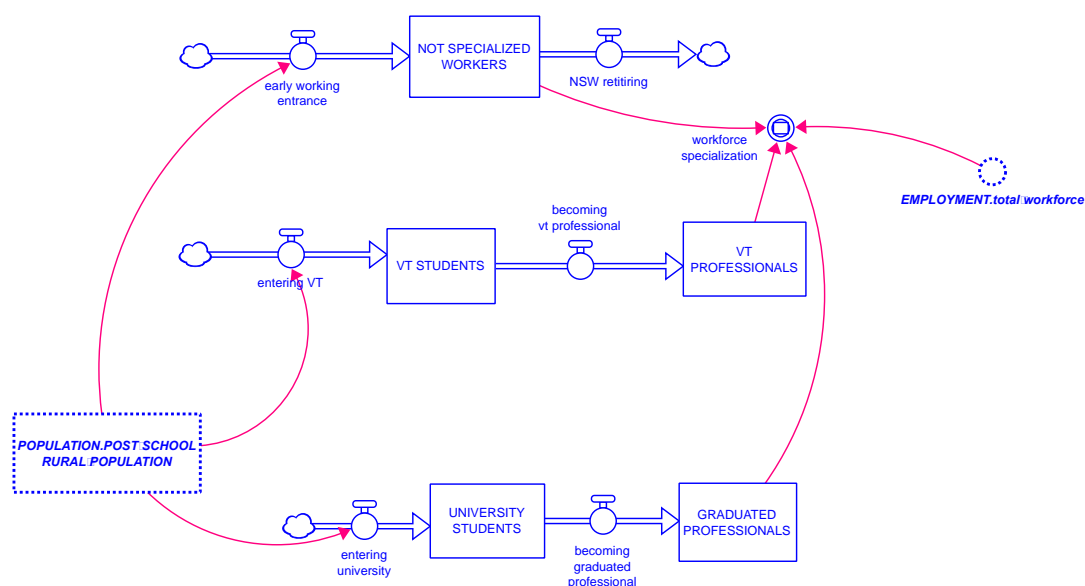 NOT SPECIALIZED
WORKERS
early working
entrance
NSW retitiring
workforce
specialization
EMPLOYMENT.total workforce
becoming
vt professional
VT STUDENTS
VT
PROFESSIONALS
entering VT
POPULATION.POST SCHOOL
RURAL POPULATION
UNIVERSITY
STUDENTS
GRADUATED
PROFESSIONALS
entering
university
becoming
graduated
professional